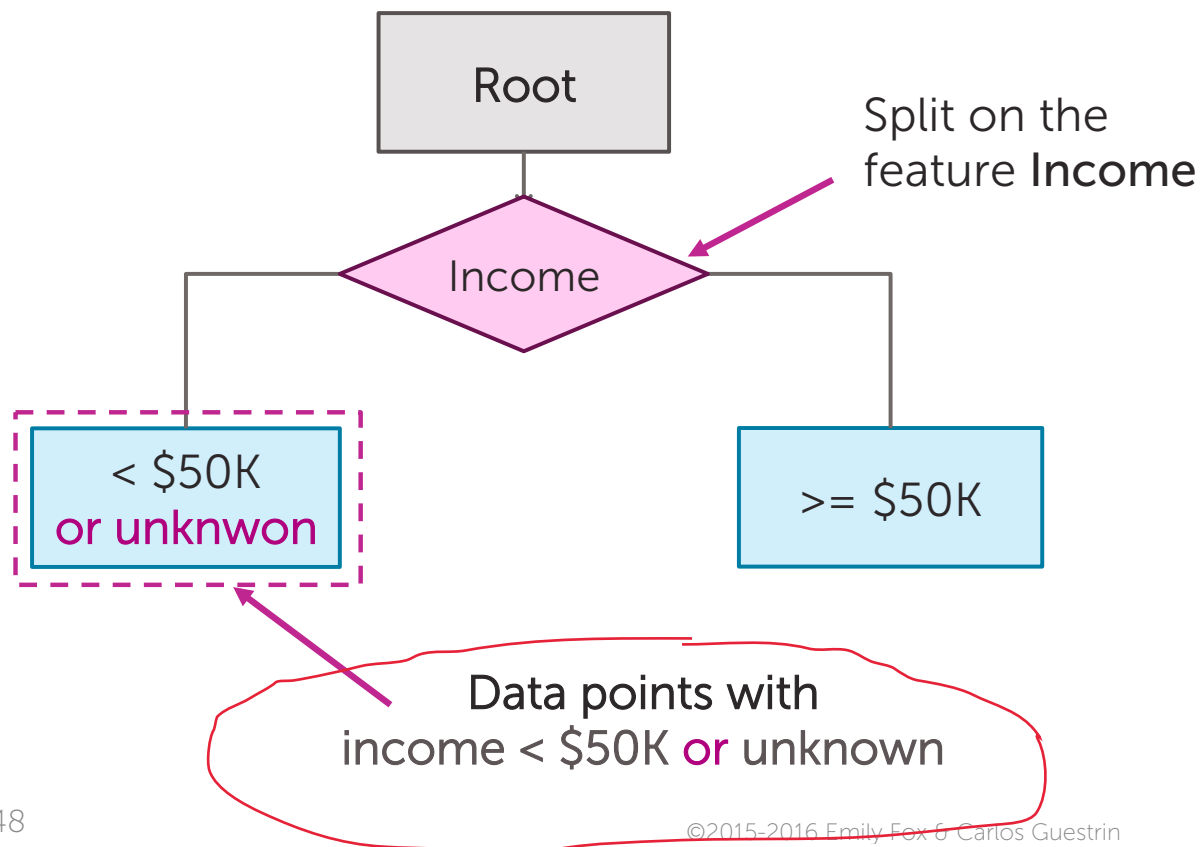 Root
Split on the
feature Income
Income
< $50K
or unknwon
>= $50K
Data points with
income < $50K or unknown
48
©2015-2016 Emily Fox & Carlos Guestrin